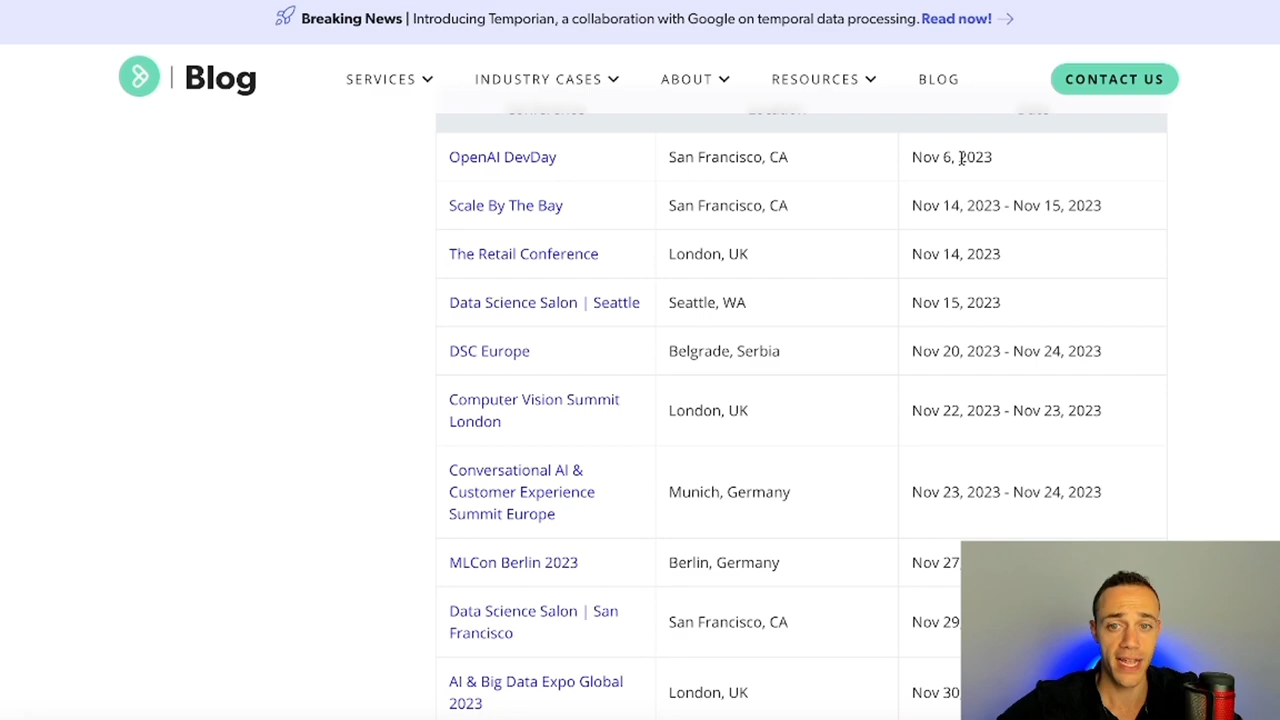 Breaking News | Introducing Temporian, a collaboration with Google on temporal data processing. Read now!
Blog
SERVICES
INDUSTRY CASES
ABOUT
RESOURCES
BLOG
CONTACT US
OpenAI DevDay San Francisco, CA Nov 6, 2023
Scale By The Bay San Francisco, CA Nov 14, 2023 - Nov 15, 2023
The Retail Conference London, UK Nov 14, 2023
Data Science Salon | Seattle Seattle, WA Nov 15, 2023
DSC Europe Belgrade, Serbia Nov 20, 2023 - Nov 24, 2023
Computer Vision Summit
London
London, UK Nov 22, 2023 - Nov 23, 2023
Conversational AI &
Customer Experience
Summit Europe
Munich, Germany Nov 23, 2023 - Nov 24, 2023
MLCon Berlin 2023 Berlin, Germany Nov 27
Data Science Salon | San
Francisco
San Francisco, CA Nov 29
AI & Big Data Expo Global
2023
London, UK Nov 30